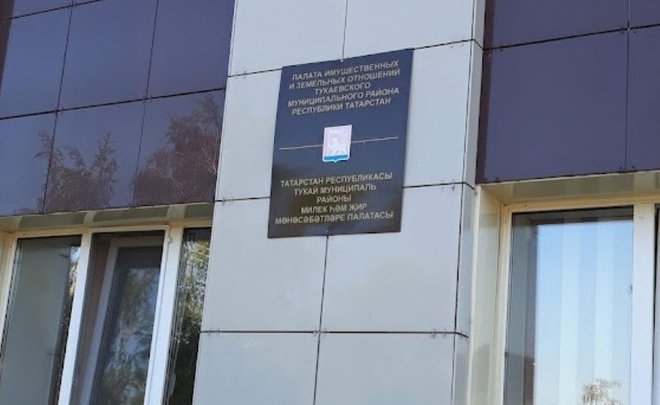 ПАЛАТА ИМУЩЕСТВЕННЫХ
И ЗЕМЕЛЬНЫХ ОТНОШЕНИЙ
ТУКАЕВСКОГО
МУНИЦИПАЛЬНОГО РАЙОНА
РЕСПУБЛИКИ ТАТАРСТАН
ТАТАРСТАН РЕСПУБЛИКАСЫ
ТУКАЙ МУНИЦИПАЛЬ
РАЙОНЫ
МИЛЕК ҺӘМ ҖИР
МӨНӘСӘБӘТЛӘРЕ ПАЛАТАСЫ